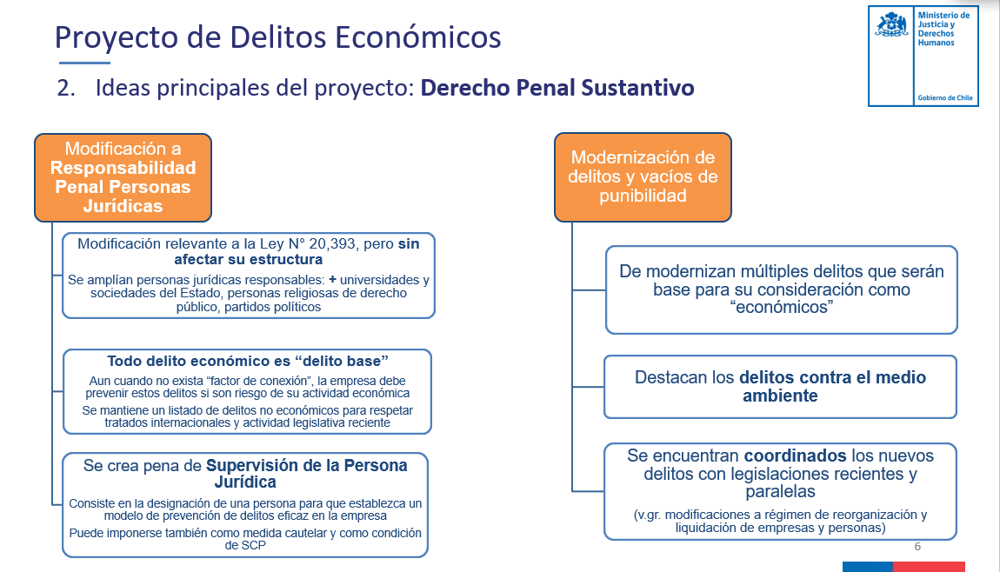 Proyecto de Delitos Económicos
Ministerio de
Justicia y
Derechos
Humanos
Gobierno de Chile
2. Ideas principales del proyecto: Derecho Penal Sustantivo
Modificación a
Responsabilidad
Penal Personas
Jurídicas
Modificación relevante a la Ley N° 20,393, pero sin
afectar su estructura
Se amplían personas jurídicas responsables: + universidades y
sociedades del Estado, personas religiosas de derecho
público, partidos políticos
Todo delito económico es “delito base”
Aun cuando no exista “factor de conexión”, la empresa debe
prevenir estos delitos si son riesgo de su actividad económica
Se mantiene un listado de delitos no económicos para respetar
tratados internacionales y actividad legislativa reciente
Se crea pena de Supervisión de la Persona
Jurídica
Consiste en la designación de una persona para que establezca un
modelo de prevención de delitos eficaz en la empresa
Puede imponerse también como medida cautelar y como condición
de SCP
Modernización de
delitos y vacíos de
punibilidad
De modernizan múltiples delitos que serán
base para su consideración como
“económicos”
Destacan los delitos contra el medio
ambiente
Se encuentran coordinados los nuevos
delitos con legislaciones recientes y
paralelas
(v.gr. modificaciones a régimen de reorganización y
liquidación de empresas y personas)
6